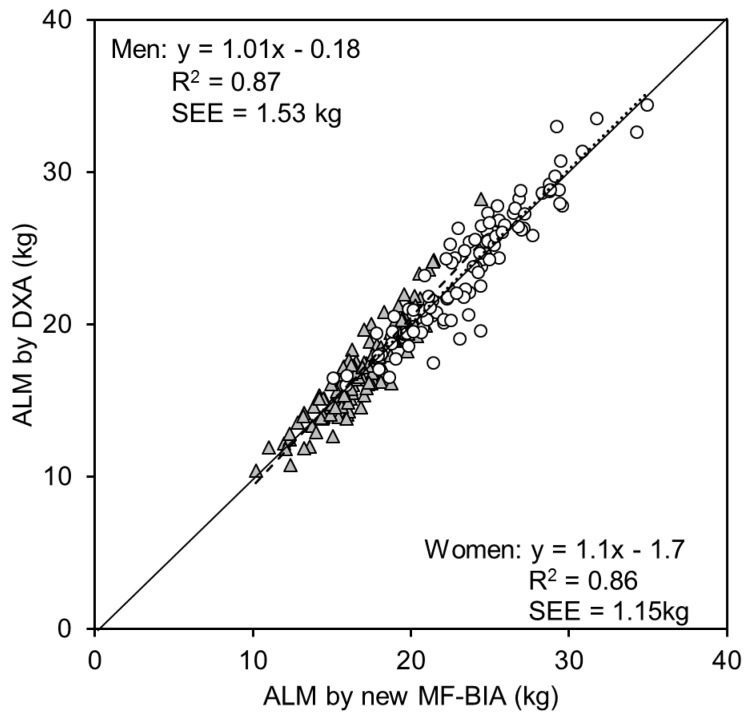 40
Men: y = 1.01x - 0.18
R² = 0.87
SEE = 1.53 kg
30
ALM by DXA (kg)
20
10
Women: y = 1.1x - 1.7
R² = 0.86
SEE = 1.15kg
0
0 10 20 30 40
ALM by new MF-BIA (kg)